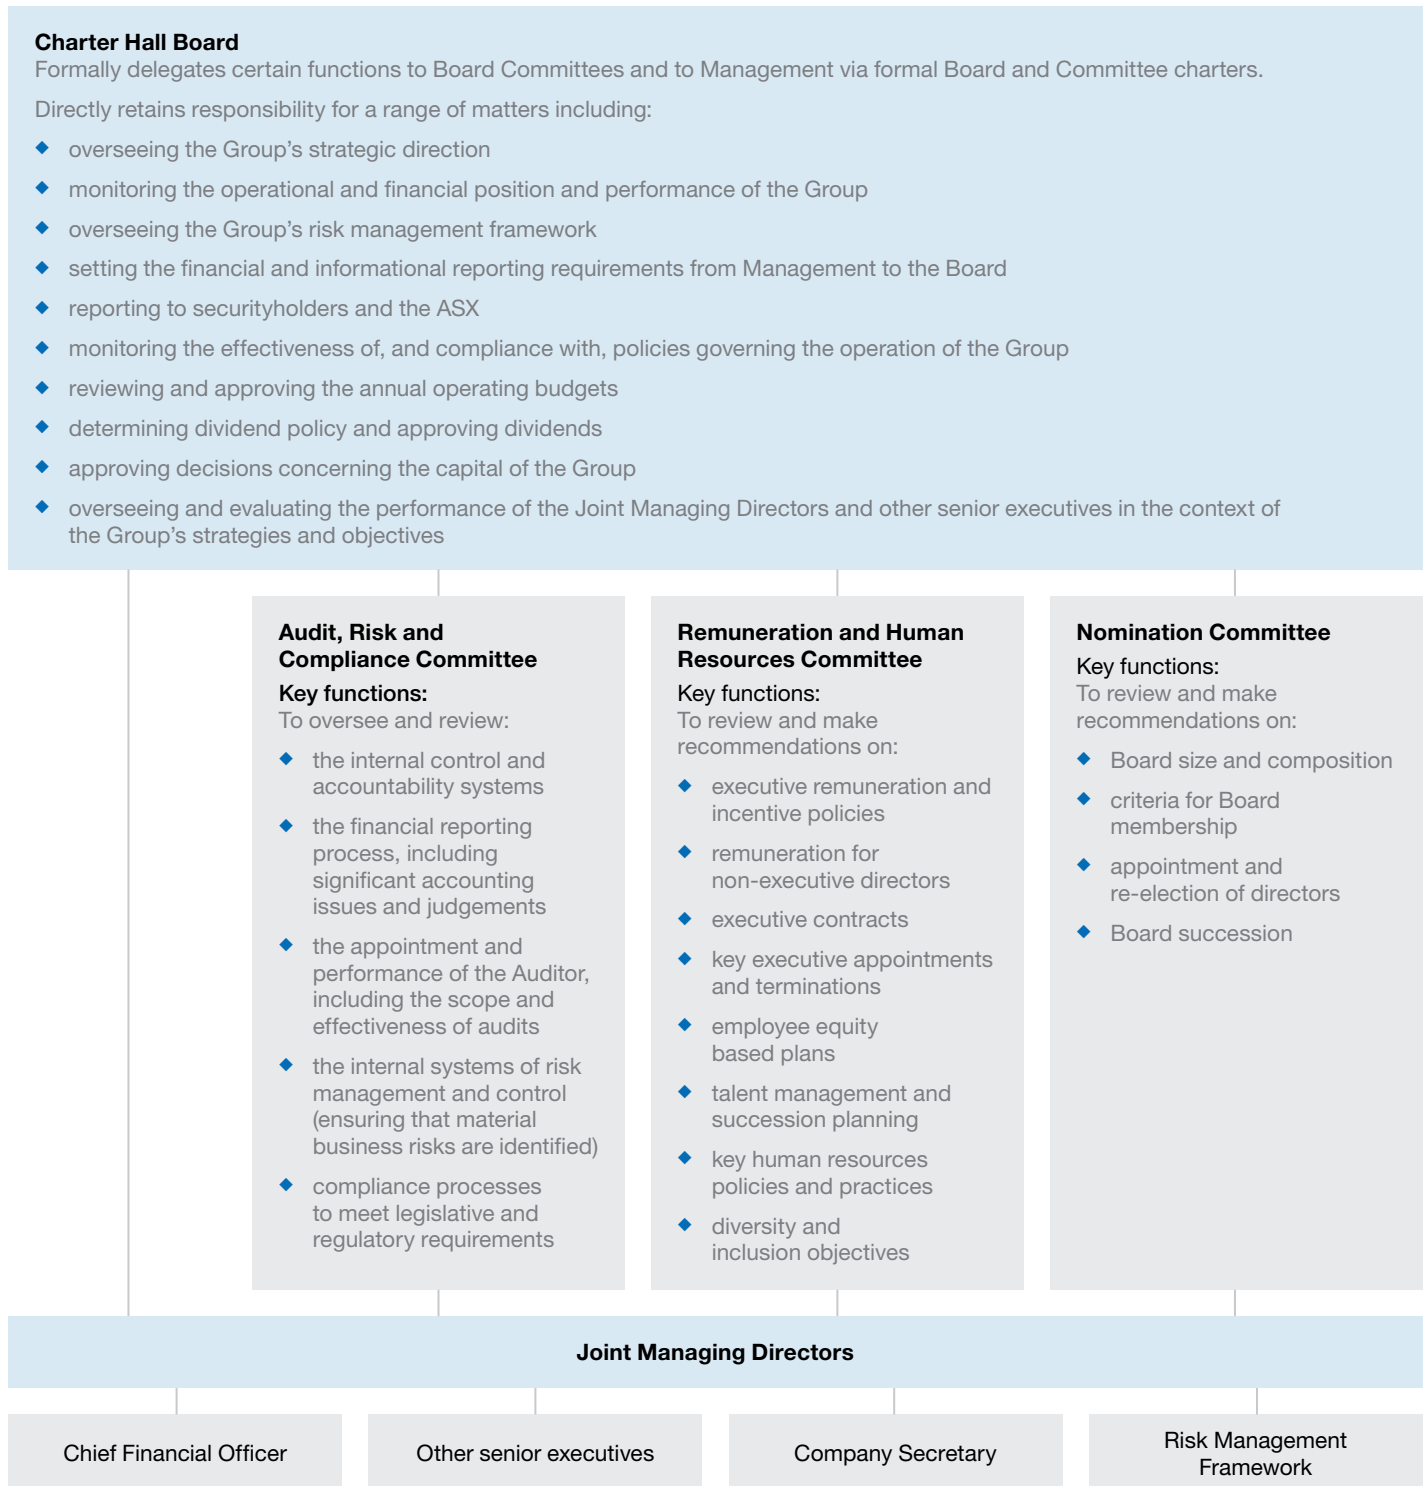 Charter Hall Board
Formally delegates certain functions to Board Committees and to Management via formal Board and Committee charters.
Directly retains responsibility for a range of matters including:
◆ overseeing the Group’s strategic direction
◆ monitoring the operational and financial position and performance of the Group
◆ overseeing the Group’s risk management framework
◆ setting the financial and informational reporting requirements from Management to the Board
◆ reporting to securityholders and the ASX
◆ monitoring the effectiveness of, and compliance with, policies governing the operation of the Group
◆ reviewing and approving the annual operating budgets
◆ determining dividend policy and approving dividends
◆ approving decisions concerning the capital of the Group
◆ overseeing and evaluating the performance of the Joint Managing Directors and other senior executives in the context of
the Group’s strategies and objectives
Audit, Risk and
Compliance Committee
Key functions:
To oversee and review:
◆ the internal control and
accountability systems
◆ the financial reporting
process, including
significant accounting
issues and judgements
◆ the appointment and
performance of the Auditor,
including the scope and
effectiveness of audits
◆ the internal systems of risk
management and control
(ensuring that material
business risks are identified)
◆ compliance processes
to meet legislative and
regulatory requirements
Remuneration and Human
Resources Committee
Key functions:
To review and make
recommendations on:
◆ executive remuneration and
incentive policies
◆ remuneration for
non-executive directors
◆ executive contracts
◆ key executive appointments
and terminations
◆ employee equity
based plans
◆ talent management and
succession planning
◆ key human resources
policies and practices
◆ diversity and
inclusion objectives
Nomination Committee
Key functions:
To review and make
recommendations on:
◆ Board size and composition
◆ criteria for Board
membership
◆ appointment and
re-election of directors
◆ Board succession
Joint Managing Directors
Chief Financial Officer
Other senior executives
Company Secretary
Risk Management
Framework